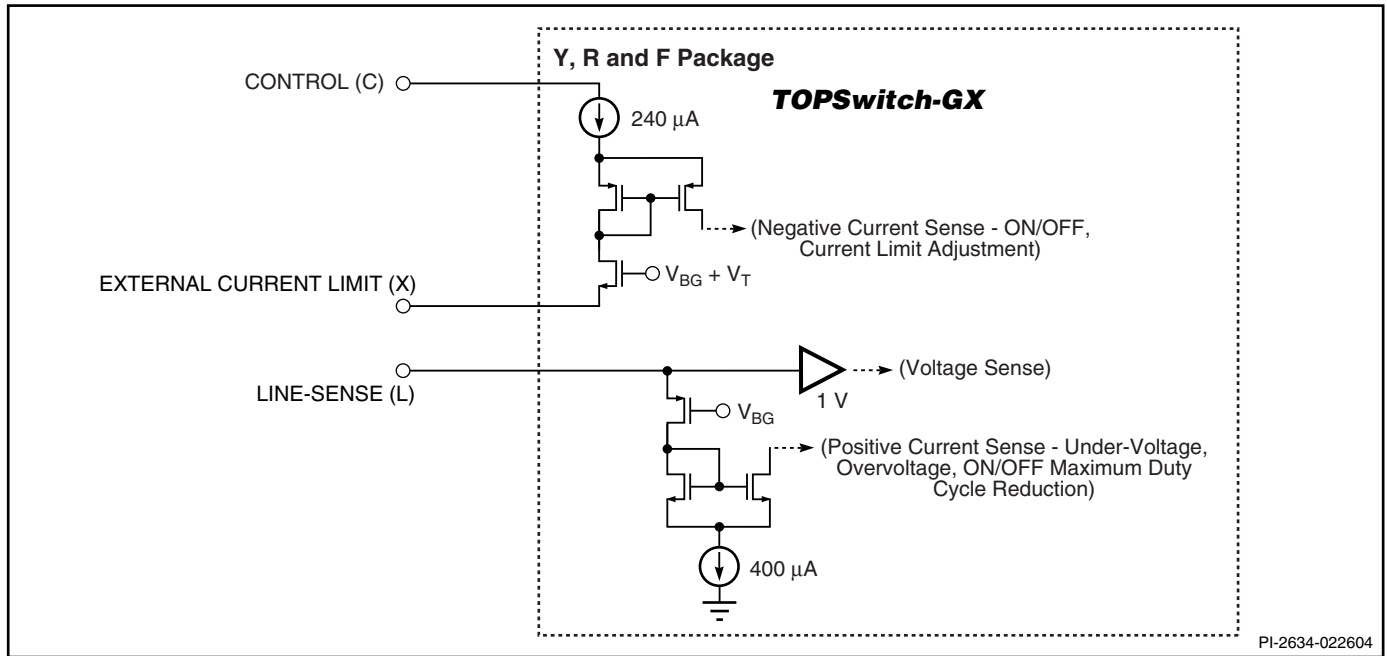 Y, R and F Package
TOPSwitch-GX
CONTROL (C)
240 μA
(Negative Current Sense - ON/OFF,
Current Limit Adjustment)
V_BG + V_T
EXTERNAL CURRENT LIMIT (X)
(Voltage Sense)
LINE-SENSE (L)
1 V
V_BG
(Positive Current Sense - Under-Voltage,
Overvoltage, ON/OFF Maximum Duty
Cycle Reduction)
400 μA
PI-2634-022604